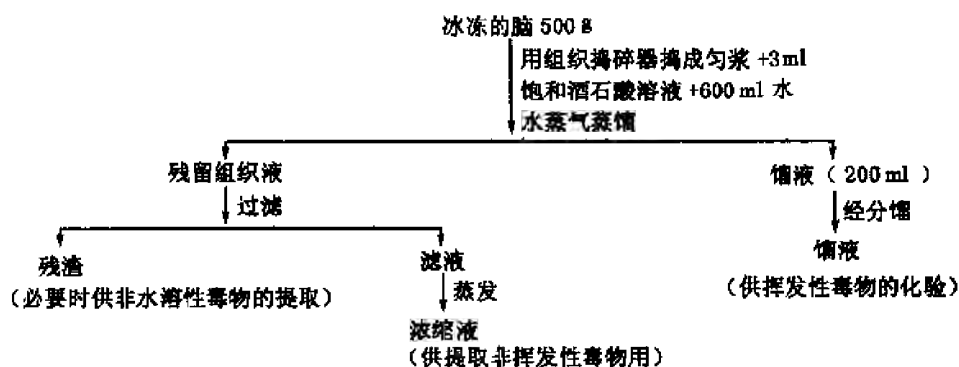 冰冻的脑 500 g
用组织捣碎器捣成匀浆 +3ml
饱和酒石酸溶液 +600 ml 水
水蒸气蒸馏
残留组织液
馏液（200 ml）
过滤
经分馏
残渣
滤液
馏液
（必要时供非水溶性毒物的提取）
蒸发
（供挥发性毒物的化验）
浓缩液
（供提取非挥发性毒物用）